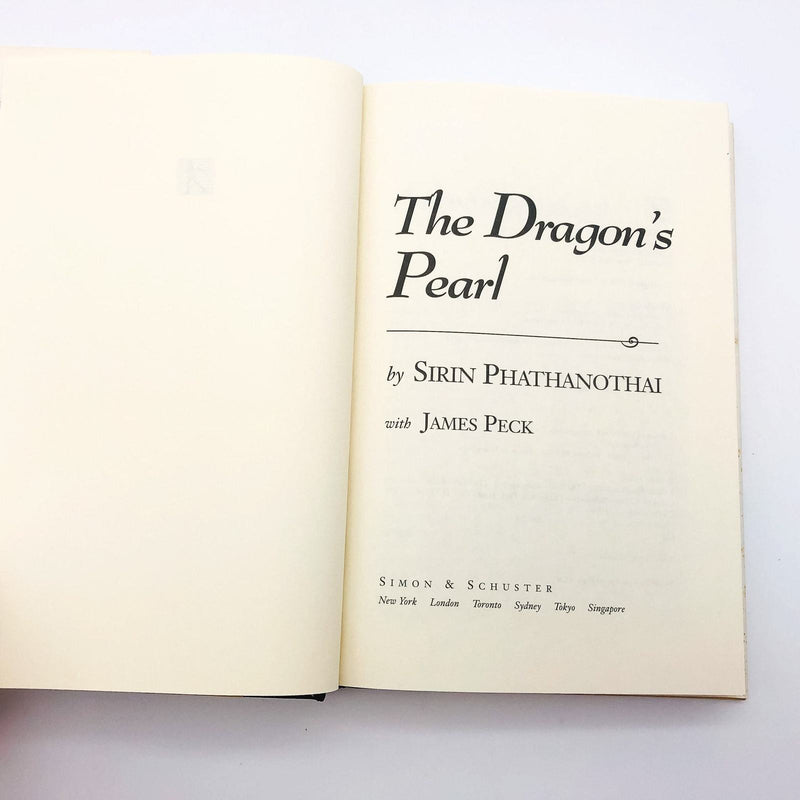 The Dragon's
Pearl
by SIRIN PHATHANOTHAI
with JAMES PECK
SIMON & SCHUSTER
New York London Toronto Sydney Tokyo Singapore